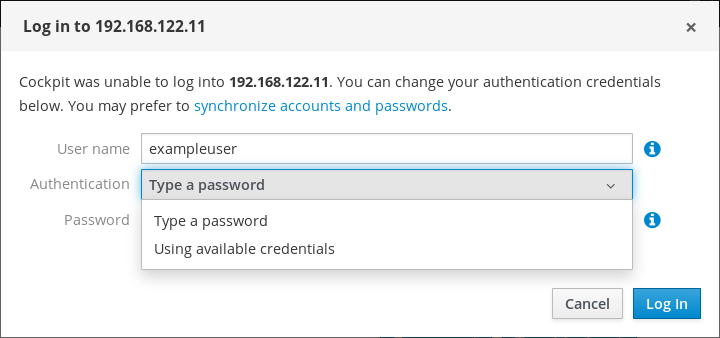 Log in to 192.168.122.11
Cockpit was unable to log into 192.168.122.11. You can change your authentication credentials
below. You may prefer to synchronize accounts and passwords.
User name exampleuser
Authentication Type a password
Password
Type a password
Using available credentials
Cancel Log In